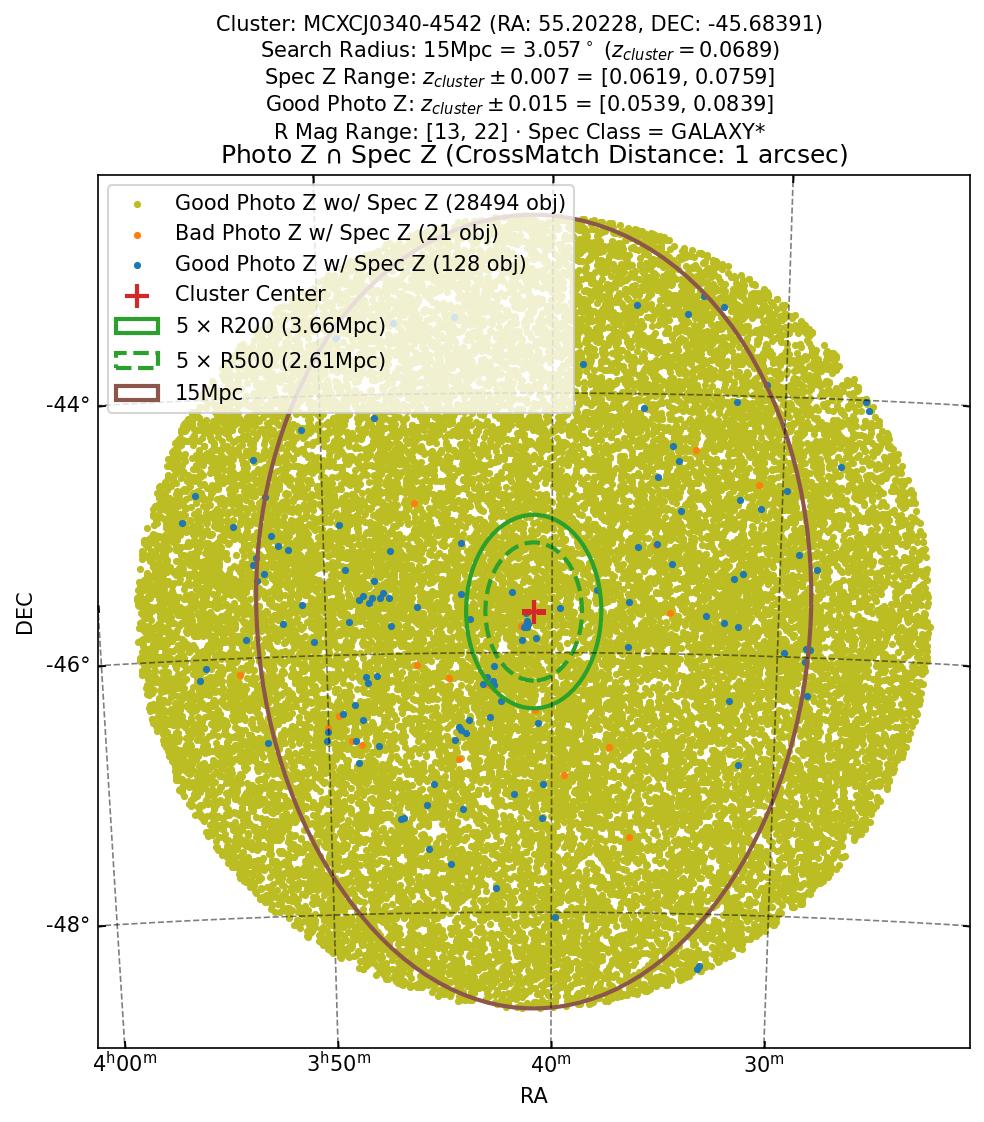 Cluster: MCXCJ0340-4542 (RA: 55.20228, DEC: -45.68391)
Search Radius: 15Mpc = 3.057° (z_cluster = 0.0689)
Spec Z Range: z_cluster ± 0.007 = [0.0619, 0.0759]
Good Photo Z: z_cluster ± 0.015 = [0.0539, 0.0839]
R Mag Range: [13, 22] · Spec Class = GALAXY*
Photo Z ∩ Spec Z (CrossMatch Distance: 1 arcsec)
Good Photo Z wo/ Spec Z (28494 obj)
Bad Photo Z w/ Spec Z (21 obj)
Good Photo Z w/ Spec Z (128 obj)
Cluster Center
5 × R200 (3.66Mpc)
5 × R500 (2.61Mpc)
15Mpc
-44°
-46°
-48°
DEC
4ʰ00ᵐ 3ʰ50ᵐ 40ᵐ 30ᵐ
RA